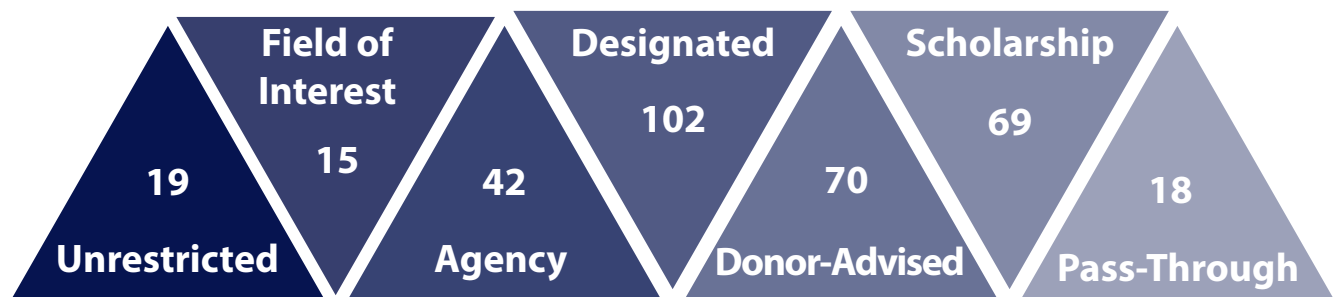 19
Unrestricted
Field of
Interest
15
42
Agency
Designated
102
70
Donor-Advised
Scholarship
69
18
Pass-Through